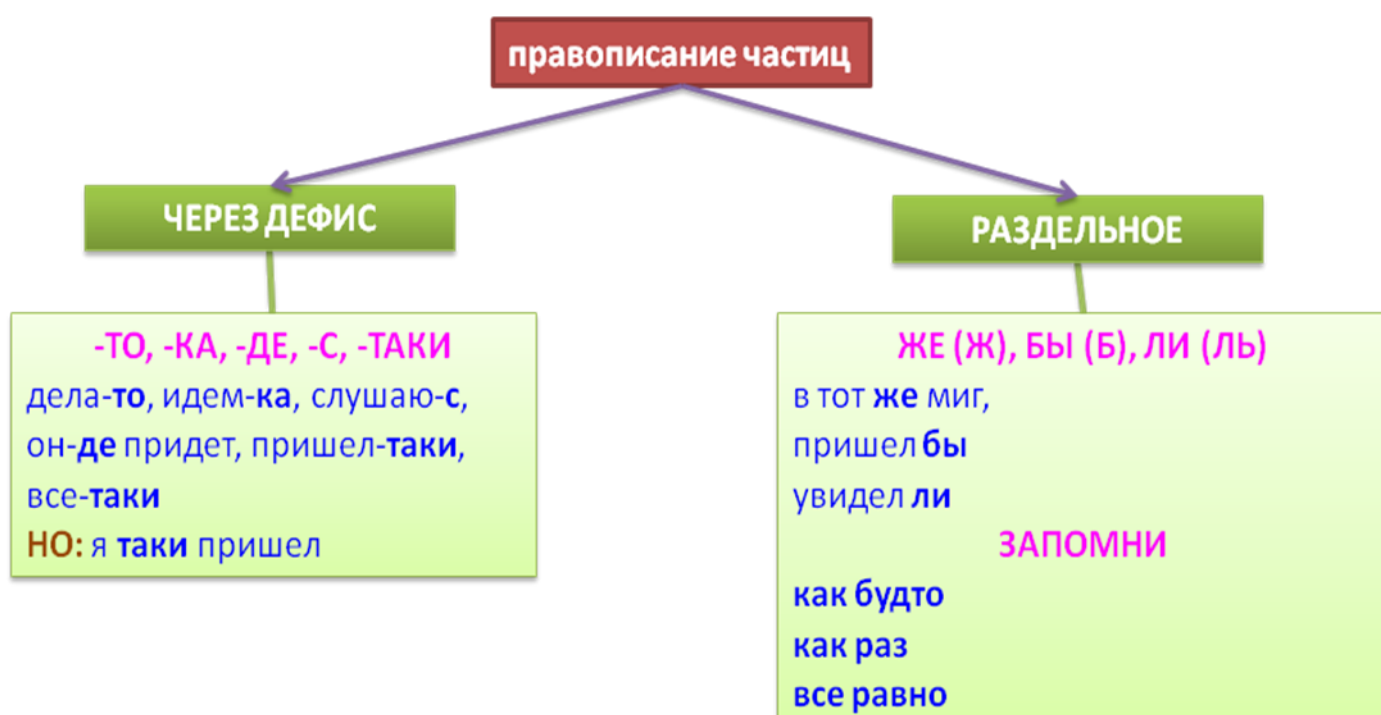 правописание частиц
ЧЕРЕЗ ДЕФИС
-ТО, -КА, -ДЕ, -С, -ТАКИ
дела-то, идем-ка, слушаю-с,
он-де придет, пришел-таки,
все-таки
НО: я таки пришел
РАЗДЕЛЬНОЕ
ЖЕ (Ж), БЫ (Б), ЛИ (ЛЬ)
в тот же миг,
пришел бы
увидел ли
ЗАПОМНИ
как будто
как раз
все равно